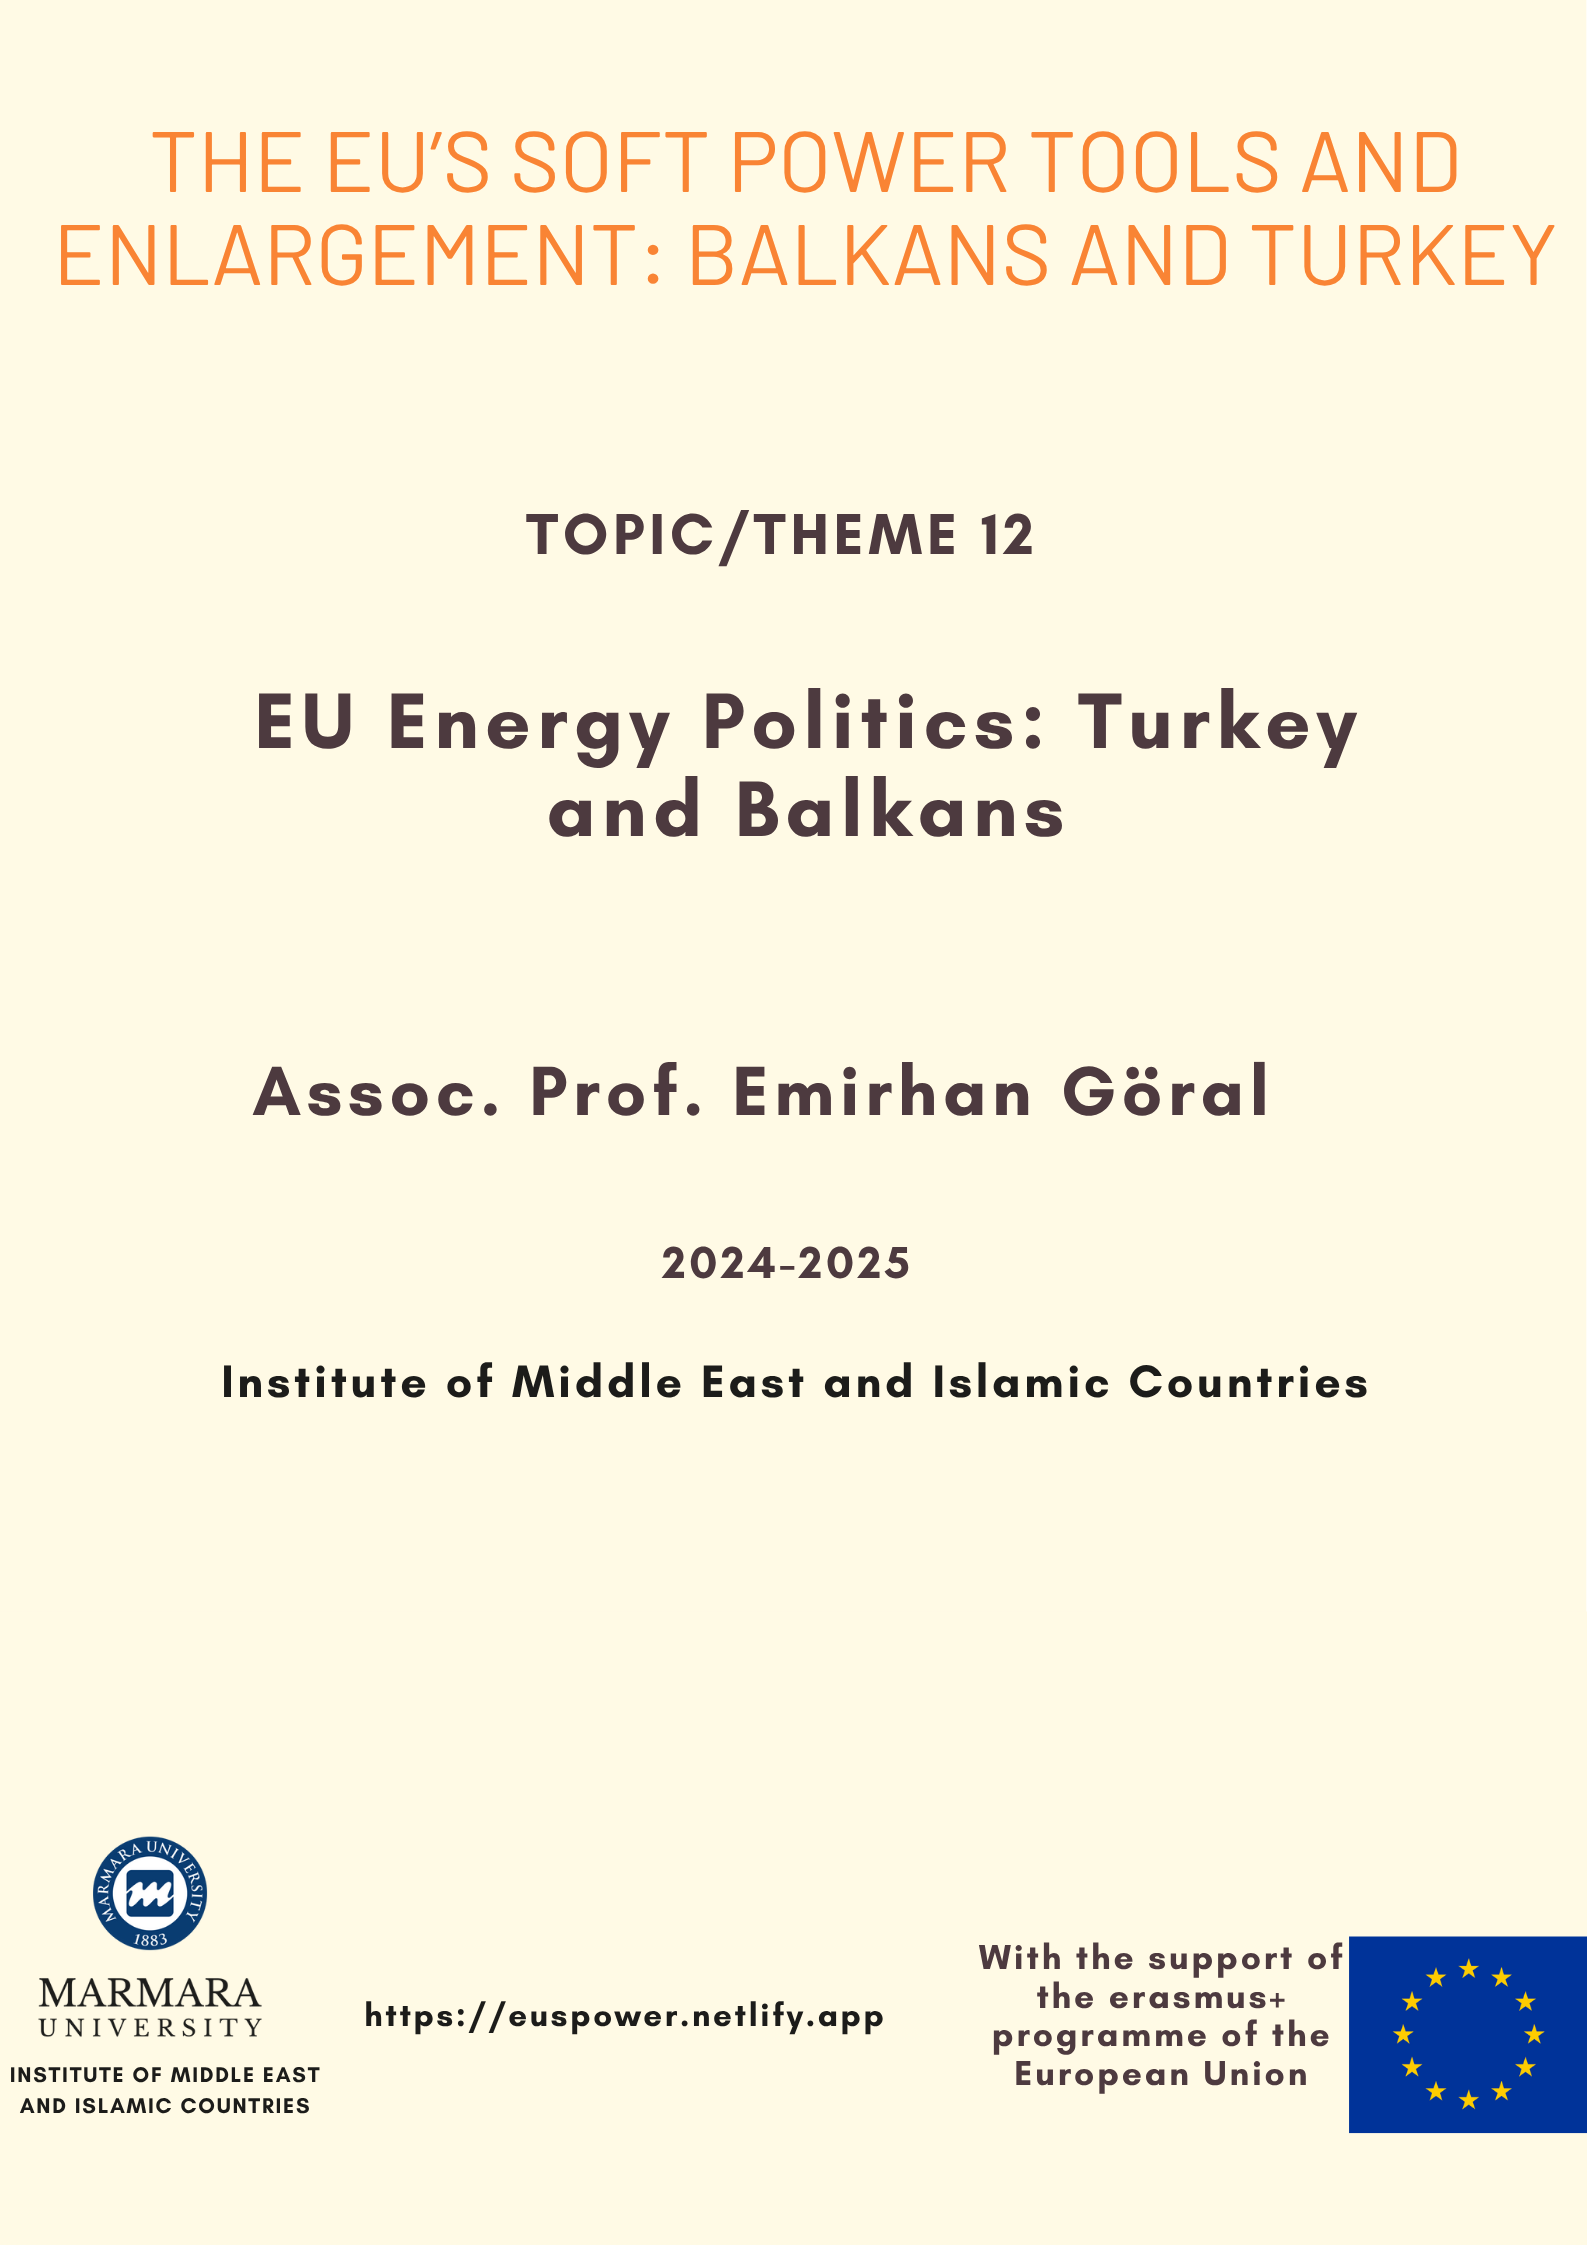 THE EU’S SOFT POWER TOOLS AND
ENLARGEMENT: BALKANS AND TURKEY
TOPIC/THEME 12
EU Energy Politics: Turkey
and Balkans
Assoc. Prof. Emirhan Göral
2024-2025
Institute of Middle East and Islamic Countries
MARMARA UNIVERSITY
m
1883
MARMARA
UNIVERSITY
INSTITUTE OF MIDDLE EAST
AND ISLAMIC COUNTRIES
https://euspower.netlify.app
With the support of
the erasmus+
programme of the
European Union